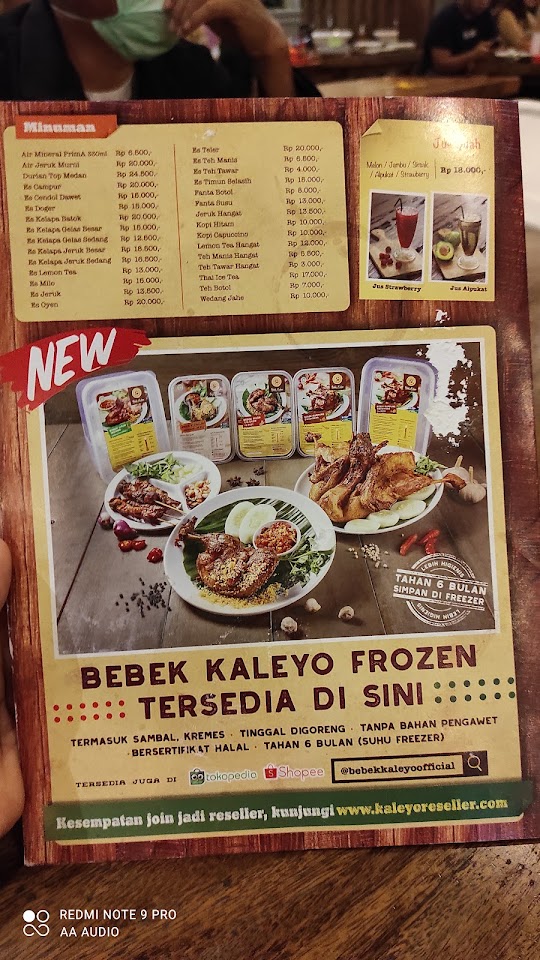 Minuman
Air Mineral PrimA 330ml Rp 6.500,-
Air Jeruk Murni Rp 20.000,-
Durian Top Medan Rp 24.500,-
Es Campur Rp 20.000,-
Es Cendol Dawet Rp 16.000,-
Es Doger Rp 15.000,-
Es Kelapa Batok Rp 20.000,-
Es Kelapa Gelas Besar Rp 15.000,-
Es Kelapa Gelas Sedang Rp 12.500,-
Es Kelapa Jeruk Besar Rp 18.500,-
Es Kelapa Jeruk Sedang Rp 16.500,-
Es Lemon Tea Rp 13.000,-
Es Milo Rp 15.000,-
Es Jeruk Rp 13.500,-
Es Oyen Rp 20.000,-
Es Teler Rp 20.000,-
Es Teh Manis Rp 6.500,-
Es Teh Tawar Rp 4.000,-
Es Timun Selasih Rp 15.000,-
Fanta Botol Rp 8.000,-
Fanta Susu Rp 13.000,-
Jeruk Hangat Rp 13.500,-
Kopi Hitam Rp 10.000,-
Kopi Capuccino Rp 10.000,-
Lemon Tea Hangat Rp 12.000,-
Teh Manis Hangat Rp 5.500,-
Teh Tawar Hangat Rp 3.000,-
Thai Ice Tea Rp 17.000,-
Teh Botol Rp 7.000,-
Wedang Jahe Rp 10.000,-
Melon / Jambu / Sirsak,
/ Alpukat / Strawberry Rp 18.000,-
Jus Strawberry Jus Alpukat
NEW
LEBIH HIGIENIS
TAHAN 6 BULAN
SIMPAN DI FREEZER
LEBIH HIGIENIS
BEBEK KALEYO FROZEN
TERSEDIA DI SINI
TERMASUK SAMBAL, KREMES · TINGGAL DIGORENG · TANPA BAHAN PENGAWET
·BERSERTIFIKAT HALAL · TAHAN 6 BULAN (SUHU FREEZER)
TERSEDIA JUGA DI tokopedia Shopee @bebekkaleyoofficial
Kesempatan join jadi reseller, kunjungi www.kaleyoreseller.com
REDMI NOTE 9 PRO
AA AUDIO